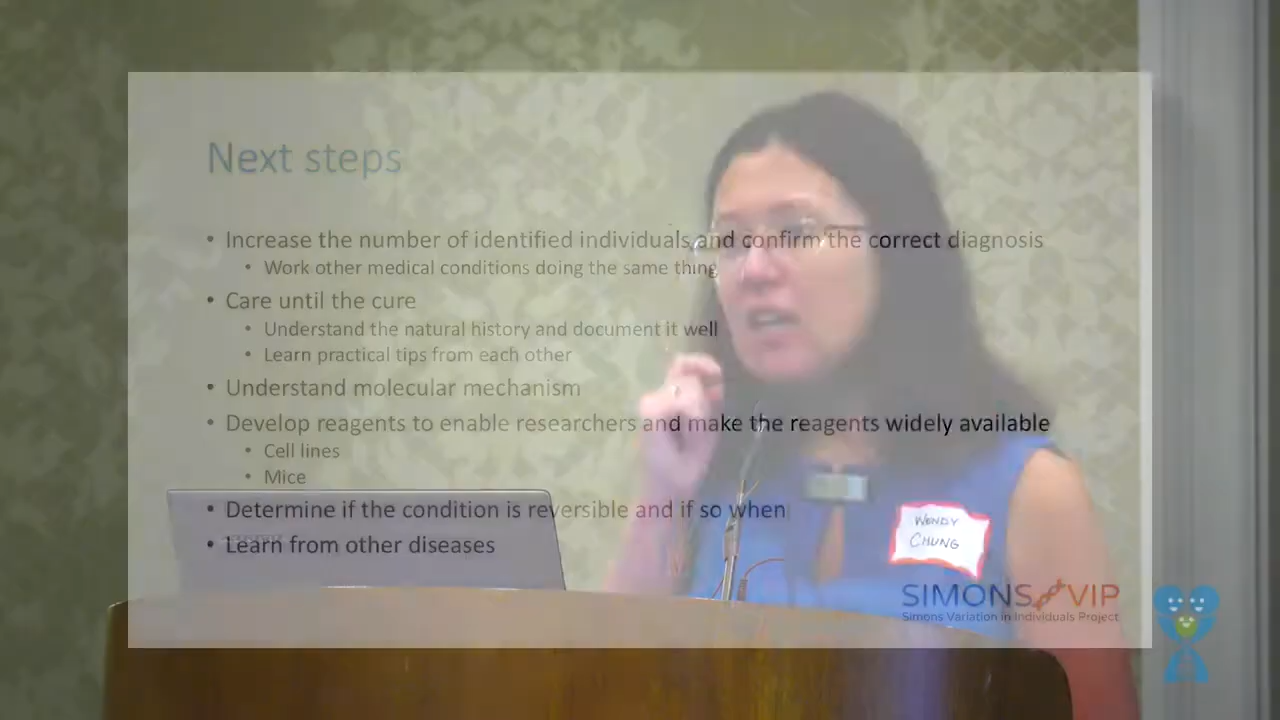 Next steps
• Increase the number of identified individuals and confirm the correct diagnosis
• Work other medical conditions doing the same thing
• Care until the cure
• Understand the natural history and document it well
• Learn practical tips from each other
• Understand molecular mechanism
• Develop reagents to enable researchers and make the reagents widely available
• Cell lines
• Mice
• Determine if the condition is reversible and if so when
• Learn from other diseases
WENDY
CHUNG
SIMONS VIP
Simons Variation in Individuals Project